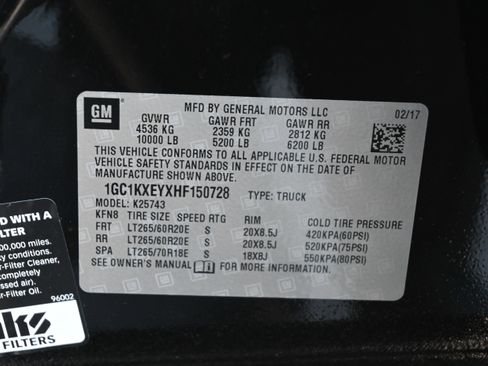 GM
MFD BY GENERAL MOTORS LLC
02/17
GVWR GAWR FRT GAWR RR
4536 KG 2359 KG 2812 KG
10000 LB 5200 LB 6200 LB
THIS VEHICLE CONFORMS TO ALL APPLICABLE U.S. FEDERAL MOTOR
VEHICLE SAFETY STANDARDS IN EFFECT ON THE DATE OF
MANUFACTURE SHOWN ABOVE.
1GC1KXEYXHF150728 TYPE: TRUCK
MODEL: K25743
KFN8 TIRE SIZE SPEED RTG RIM COLD TIRE PRESSURE
FRT LT265/60R20E S 20X8.5J 420KPA(60PSI)
RR LT265/60R20E S 20X8.5J 520KPA(75PSI)
SPA LT265/70R18E S 18X8J 550KPA(80PSI)
SEE OWNER'S MANUAL FOR MORE INFORMATION.
D WITH A
ILTER
00,000 miles.
r-Filter Cleaner,
completely
ssed air).
r-Filter Oil.
96002
ks
FILTERS